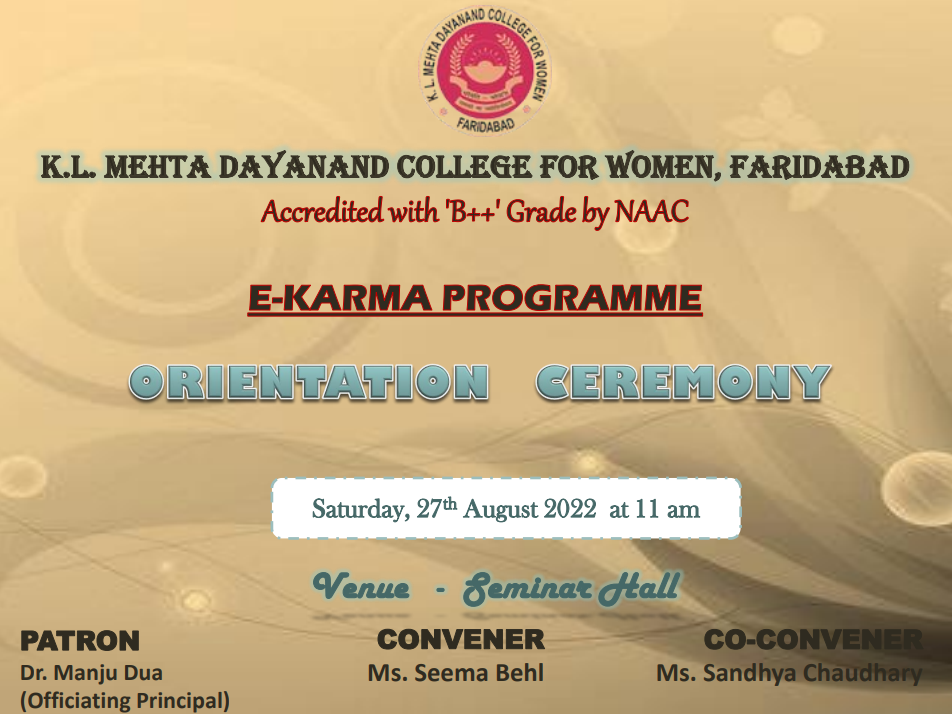 K. L. MEHTA DAYANAND COLLEGE FOR WOMEN
FARIDABAD
K.L. MEHTA DAYANAND COLLEGE FOR WOMEN, FARIDABAD
Accredited with 'B++' Grade by NAAC
E-KARMA PROGRAMME
ORIENTATION CEREMONY
Saturday, 27th August 2022 at 11 am
Venue - Seminar Hall
PATRON
Dr. Manju Dua
(Officiating Principal)
CONVENER
Ms. Seema Behl
CO-CONVENER
Ms. Sandhya Chaudhary